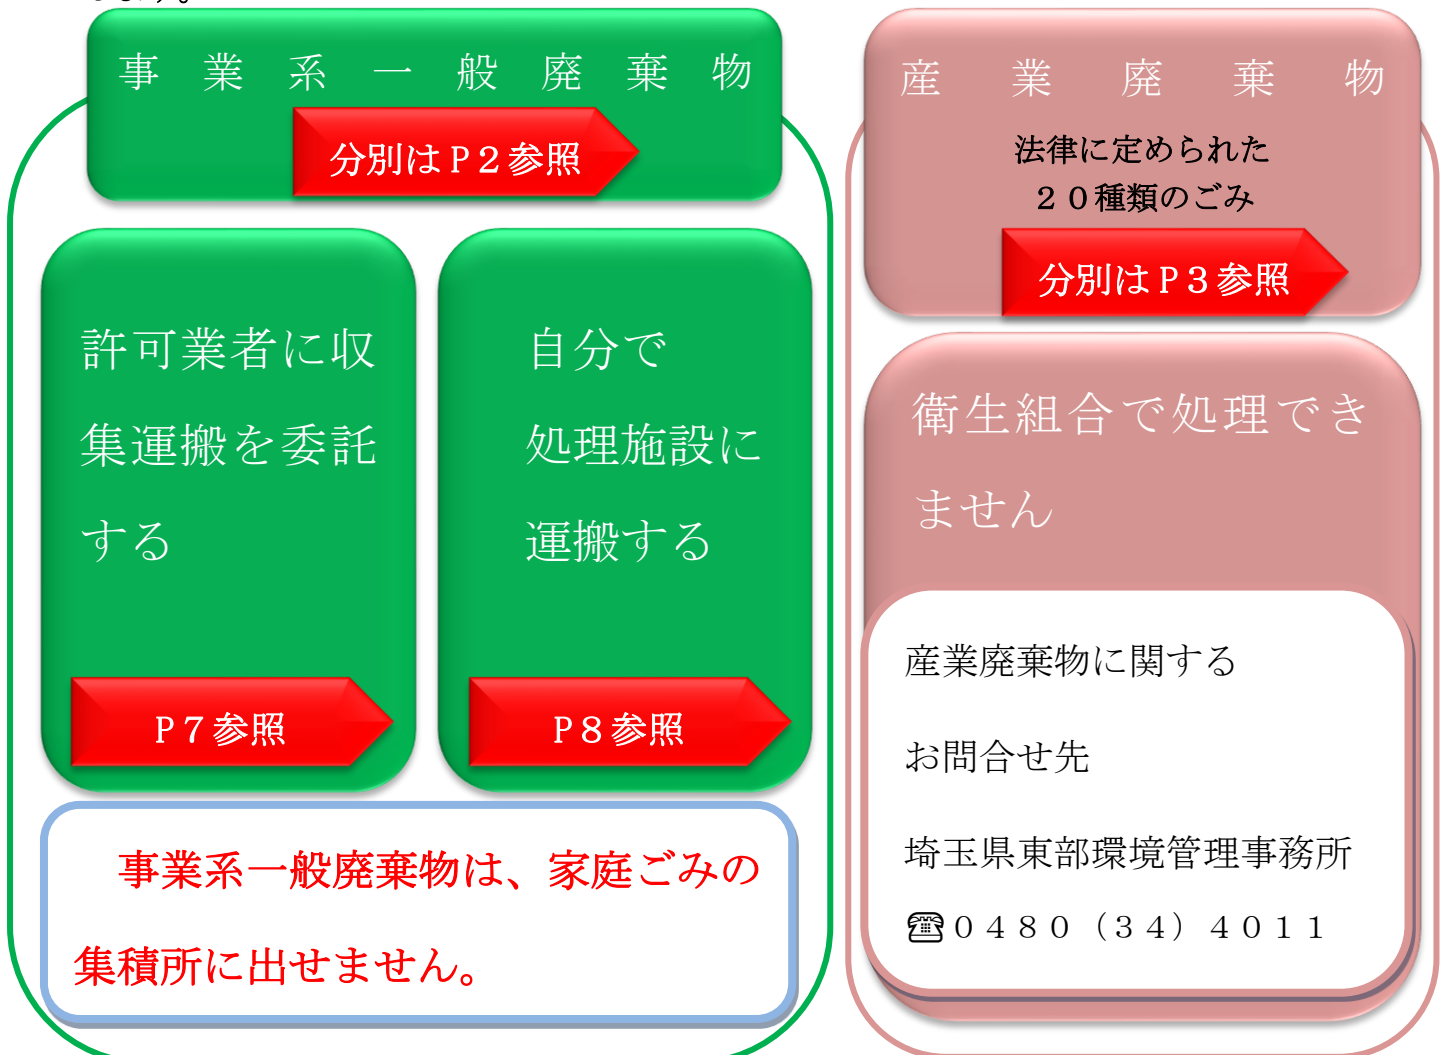 ます。
事業系一般廃棄物
分別はＰ２参照
許可業者に収
集運搬を委託
する
Ｐ７参照
自分で
処理施設に
運搬する
Ｐ８参照
事業系一般廃棄物は、家庭ごみの
集積所に出せません。
産業廃棄物
法律に定められた
２０種類のごみ
分別はＰ３参照
衛生組合で処理でき
ません
産業廃棄物に関する
お問合せ先
埼玉県東部環境管理事務所
☎０４８０（３４）４０１１